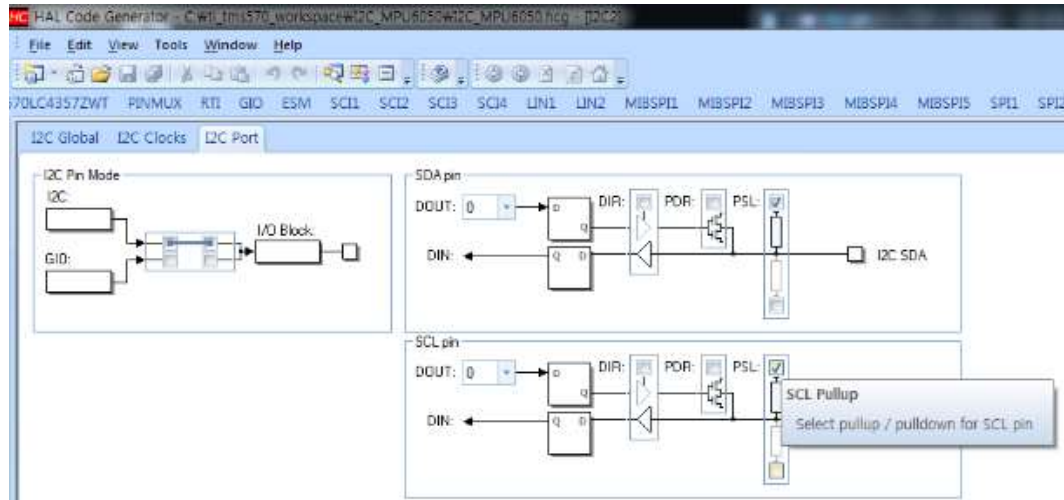 HC HAL Code Generator - C:₩ti_tms570_workspace₩I2C_MPU6050₩I2C_MPU6050.hcg - [I2C2]
File Edit View Tools Window Help
70LC4357ZWT PINMUX RTI GIO ESM SCI1 SCI2 SCI3 SCI4 LIN1 LIN2 MIBSPI1 MIBSPI2 MIBSPI3 MIBSPI4 MIBSPI5 SPI1 SPI2
I2C Global I2C Clocks I2C Port
I2C Pin Mode
I2C:
I/O Block:
GIO:
SDA pin
DOUT: 0 D Q DIR: PDR: PSL:
DIN: Q D I2C SDA
SCL pin
DOUT: 0 D Q DIR: PDR: PSL:
DIN: Q D
SCL Pullup
Select pullup / pulldown for SCL pin